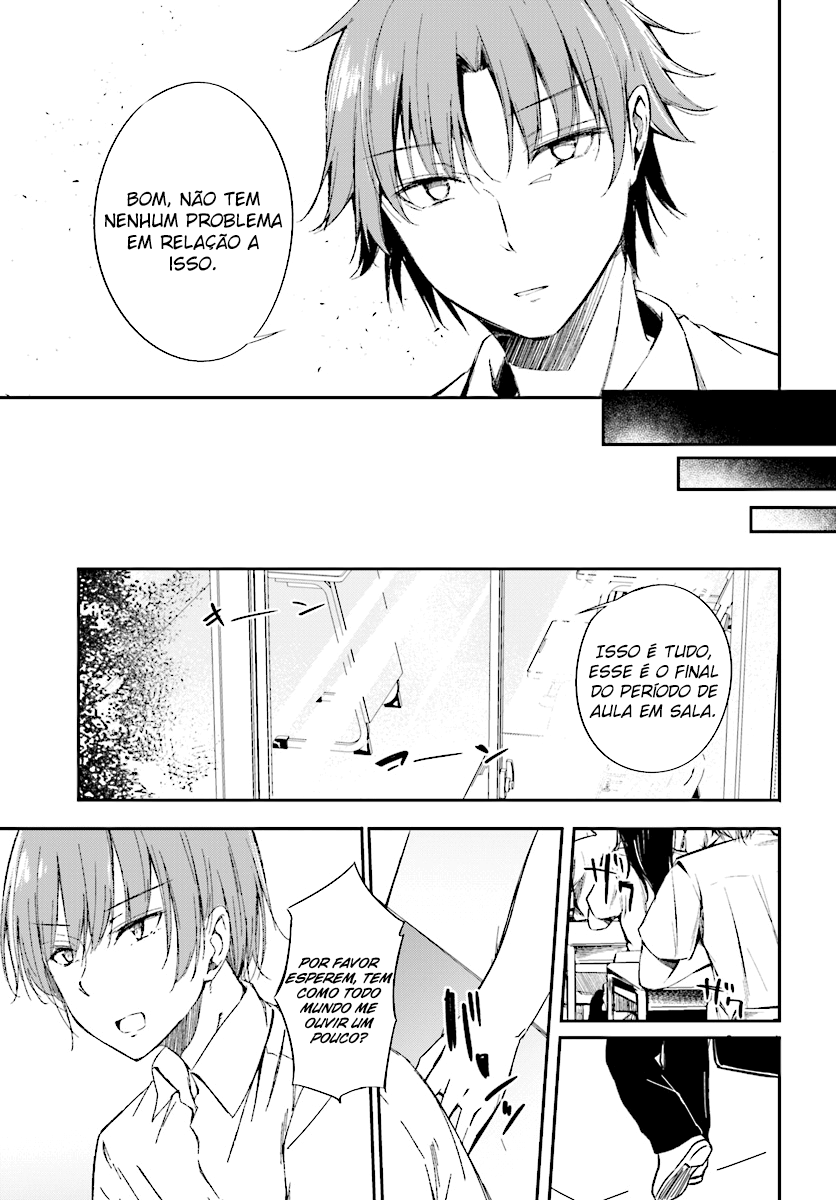 BOM, NÃO TEM
NENHUM PROBLEMA
EM RELAÇÃO A
ISSO.
ISSO É TUDO,
ESSE É O FINAL
DO PERÍODO DE
AULA EM SALA.
POR FAVOR
ESPEREM, TEM
COMO TODO
MUNDO ME
OUVIR UM
POUCO?